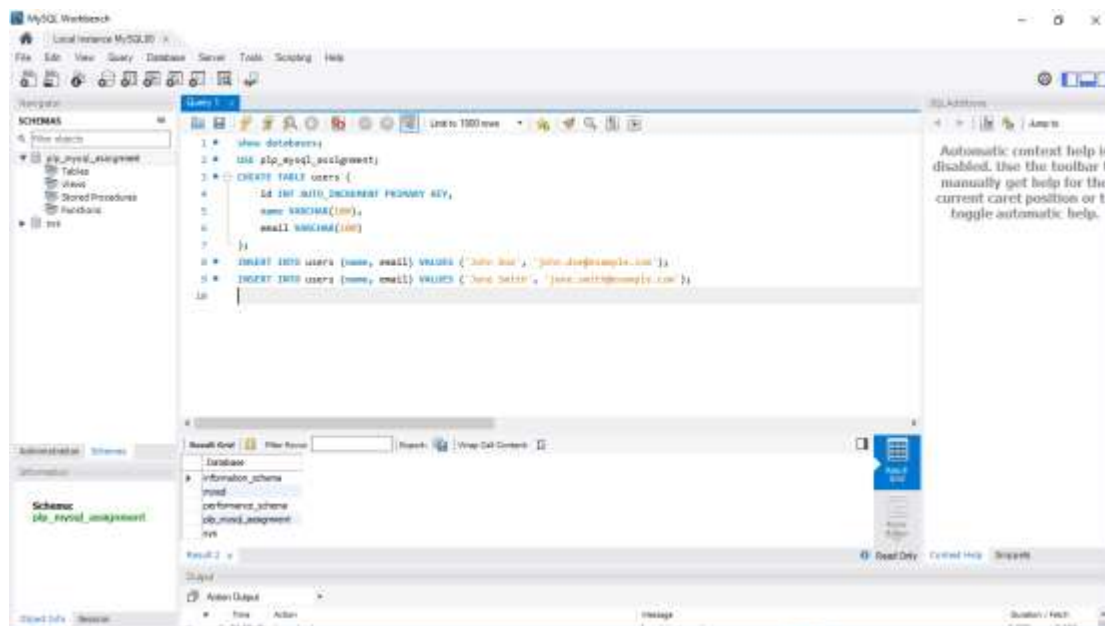 MySQL Workbench
Local instance MySQL80 x
File Edit View Query Database Server Tools Scripting Help
Navigator
SCHEMAS
Filter objects
plp_mysql_assignment
Tables
Views
Stored Procedures
Functions
sys
Administration Schemas
Information
Schema:
plp_mysql_assignment
Object Info Session
Query 1 x
Limit to 1000 rows
1 show databases;
2 USE plp_mysql_assignment;
3 CREATE TABLE users (
4 id INT AUTO_INCREMENT PRIMARY KEY,
5 name VARCHAR(100),
6 email VARCHAR(100)
7 );
8 INSERT INTO users (name, email) VALUES ('John Doe', 'john.doe@example.com');
9 INSERT INTO users (name, email) VALUES ('Jane Smith', 'jane.smith@example.com');
10
Result Grid Filter Rows: Export: Wrap Cell Content:
Database
information_schema
mysql
performance_schema
plp_mysql_assignment
sys
Result Grid
Result 2 x
Read Only
Output
Action Output
# Time Action Message Duration / Fetch
SQLAdditions
Jump to
Automatic context help is
disabled. Use the toolbar
manually get help for the
current caret position or
toggle automatic help.
Context Help Snippets